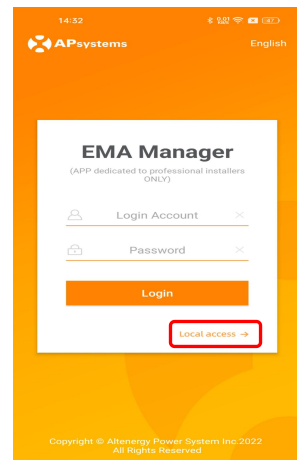 14:32
APsystems
English
EMA Manager
(APP dedicated to professional installers
ONLY)
Login Account
Password
Login
Local access →
Copyright © Altenergy Power System Inc.2022
All Rights Reserved